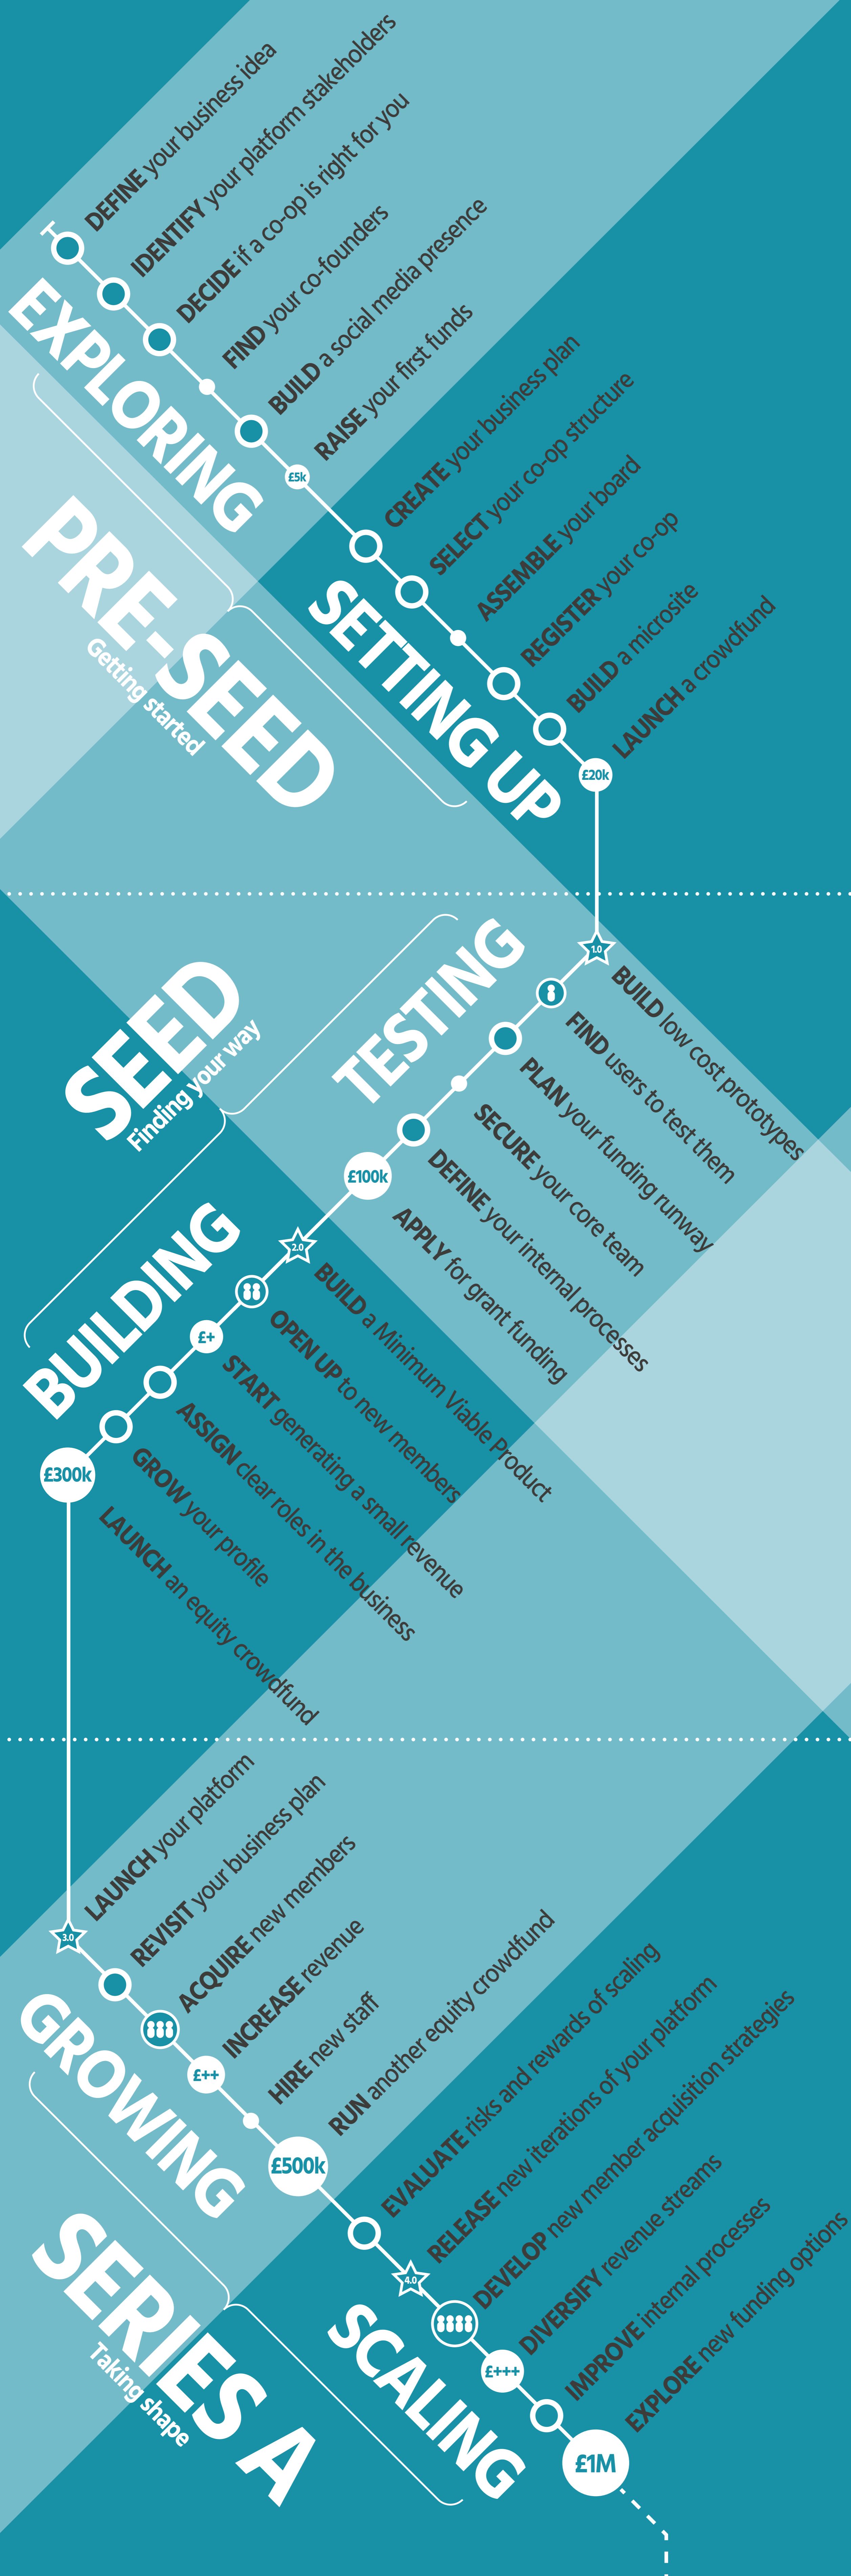 DEFINE your business idea
IDENTIFY your platform stakeholders
DECIDE if a co-op is right for you
FIND your co-founders
BUILD a social media presence
RAISE your first funds
£5k
EXPLORING
CREATE your business plan
SELECT your co-op structure
ASSEMBLE your board
REGISTER your co-op
BUILD a microsite
LAUNCH a crowdfund
£20k
SETTING UP
PRE-SEED
Getting started
1.0
BUILD low cost prototypes
FIND users to test them
PLAN your funding runway
SECURE your core team
DEFINE your internal processes
APPLY for grant funding
£100k
TESTING
SEED
Finding your way
2.0
BUILD a Minimum Viable Product
OPEN UP to new members
£+
START generating a small revenue
ASSIGN clear roles in the business
GROW your profile
LAUNCH an equity crowdfund
£300k
BUILDING
LAUNCH your platform
3.0
REVISIT your business plan
ACQUIRE new members
INCREASE revenue
£++
HIRE new staff
RUN another equity crowdfund
£500k
GROWING
EVALUATE risks and rewards of scaling
RELEASE new iterations of your platform
4.0
DEVELOP new member acquisition strategies
DIVERSIFY revenue streams
£+++
IMPROVE internal processes
EXPLORE new funding options
£1M
SCALING
SERIES A
Taking shape